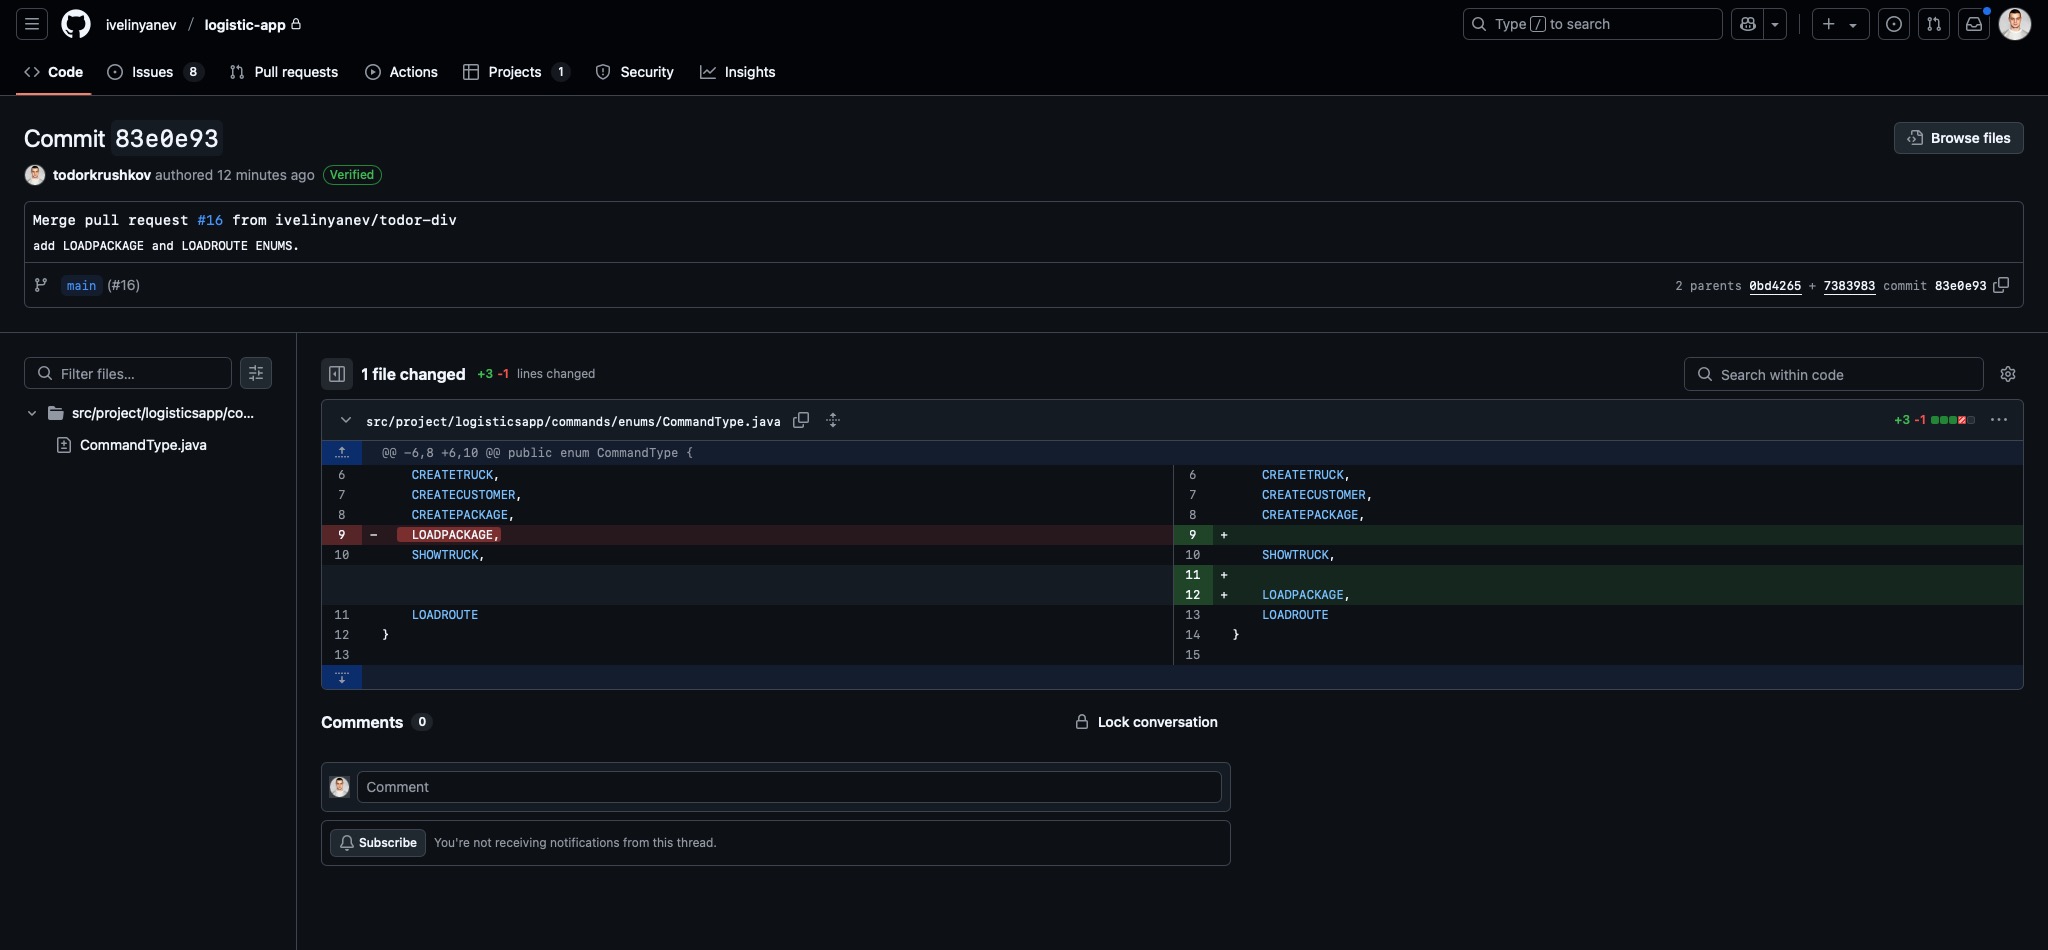 ivelinyanev / logistic-app
Type / to search
Code
Issues 8
Pull requests
Actions
Projects 1
Security
Insights
Commit 83e0e93
Browse files
todorkrushkov authored 12 minutes ago Verified
Merge pull request #16 from ivelinyanev/todor-div
add LOADPACKAGE and LOADROUTE ENUMS.
main (#16)
2 parents 0bd4265 + 7383983 commit 83e0e93
Filter files...
src/project/logisticsapp/co...
CommandType.java
1 file changed +3 -1 lines changed
Search within code
src/project/logisticsapp/commands/enums/CommandType.java
+3 -1
@@ -6,8 +6,10 @@ public enum CommandType {
6 CREATETRUCK, 6 CREATETRUCK,
7 CREATECUSTOMER, 7 CREATECUSTOMER,
8 CREATEPACKAGE, 8 CREATEPACKAGE,
9 - LOADPACKAGE, 9 +
10 SHOWTRUCK, 10 SHOWTRUCK,
11 +
12 + LOADPACKAGE,
11 LOADROUTE 13 LOADROUTE
12 } 14 }
13 15
Comments 0
Lock conversation
Comment
Subscribe You're not receiving notifications from this thread.